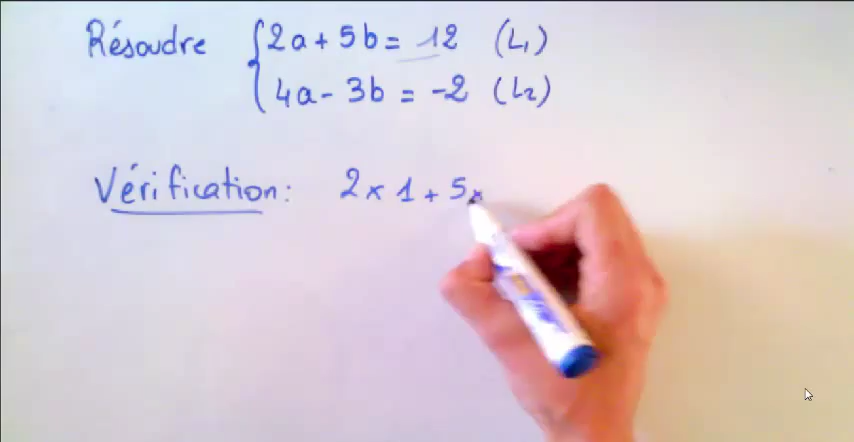 Résoudre { 2a + 5b = 12 (L₁)
4a - 3b = -2 (L₂)
Vérification: 2 × 1 + 5 ×